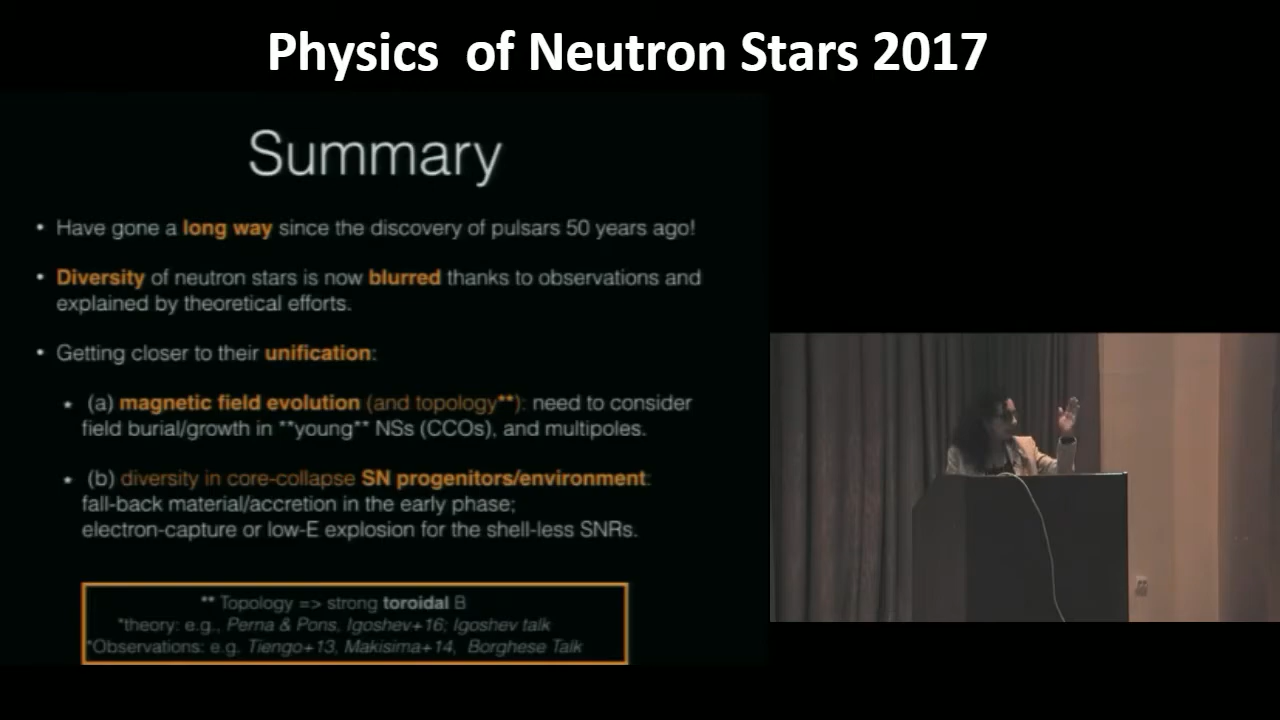 Physics of Neutron Stars 2017
Summary
• Have gone a long way since the discovery of pulsars 50 years ago!
• Diversity of neutron stars is now blurred thanks to observations and
explained by theoretical efforts.
• Getting closer to their unification:
⋆ (a) magnetic field evolution (and topology**): need to consider
field burial/growth in **young** NSs (CCOs), and multipoles.
⋆ (b) diversity in core-collapse SN progenitors/environment:
fall-back material/accretion in the early phase;
electron-capture or low-E explosion for the shell-less SNRs.
** Topology => strong toroidal B
*theory: e.g., Perna & Pons, Igoshev+16; Igoshev talk
*Observations: e.g. Tiengo+13, Makisima+14, Borghese Talk